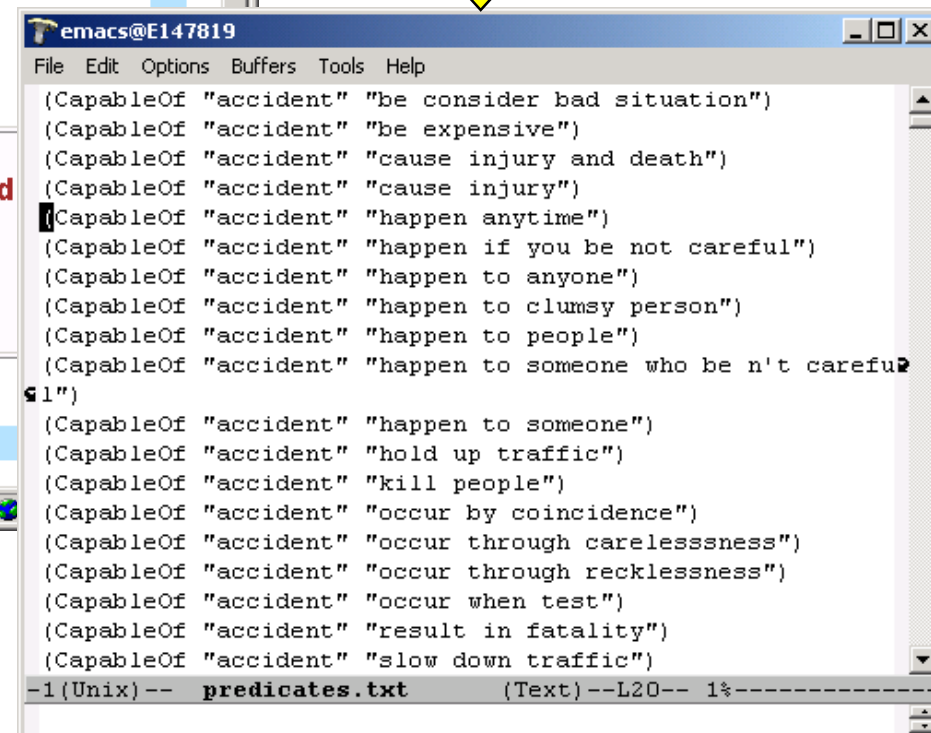 emacs@E147819
File Edit Options Buffers Tools Help
(CapableOf "accident" "be consider bad situation")
(CapableOf "accident" "be expensive")
(CapableOf "accident" "cause injury and death")
(CapableOf "accident" "cause injury")
d
(CapableOf "accident" "happen anytime")
(CapableOf "accident" "happen if you be not careful")
(CapableOf "accident" "happen to anyone")
(CapableOf "accident" "happen to clumsy person")
(CapableOf "accident" "happen to people")
(CapableOf "accident" "happen to someone who be n't carefu
l")
(CapableOf "accident" "happen to someone")
(CapableOf "accident" "hold up traffic")
(CapableOf "accident" "kill people")
(CapableOf "accident" "occur by coincidence")
(CapableOf "accident" "occur through carelesssness")
(CapableOf "accident" "occur through recklessness")
(CapableOf "accident" "occur when test")
(CapableOf "accident" "result in fatality")
(CapableOf "accident" "slow down traffic")
-1(Unix)-- predicates.txt (Text)--L20-- 1%--------------